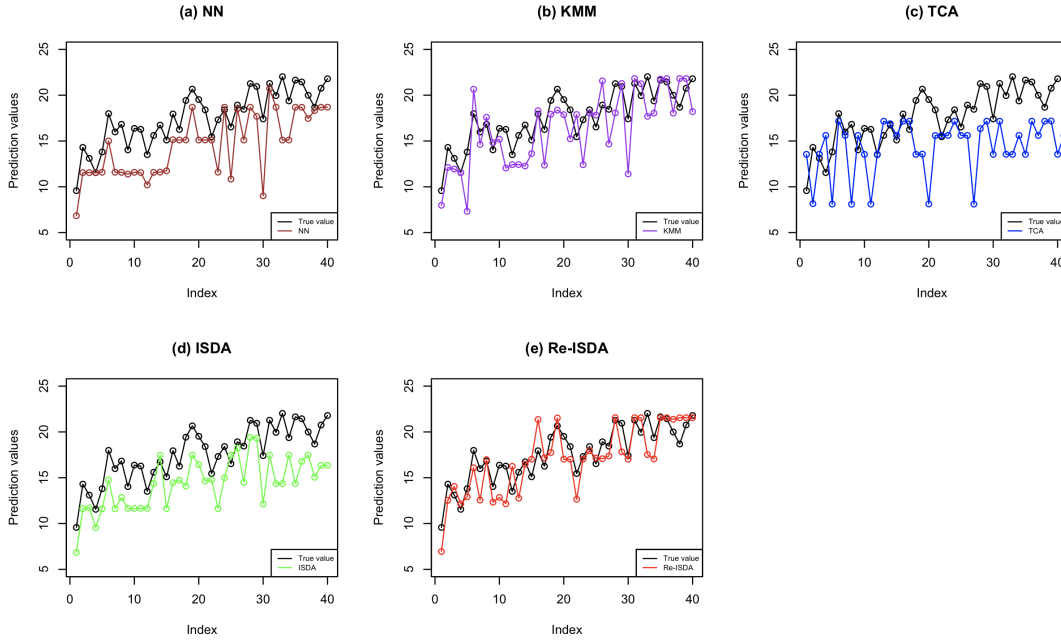 (a) NN
(b) KMM
(c) TCA
Prediction values
25
20
15
10
5
True value
NN
0 10 20 30 40
Index
Prediction values
25
20
15
10
5
True value
KMM
0 10 20 30 40
Index
Prediction values
25
20
15
10
5
True value
TCA
0 10 20 30 40
Index
(d) ISDA
(e) Re-ISDA
Prediction values
25
20
15
10
5
True value
ISDA
0 10 20 30 40
Index
Prediction values
25
20
15
10
5
True value
Re-ISDA
0 10 20 30 40
Index